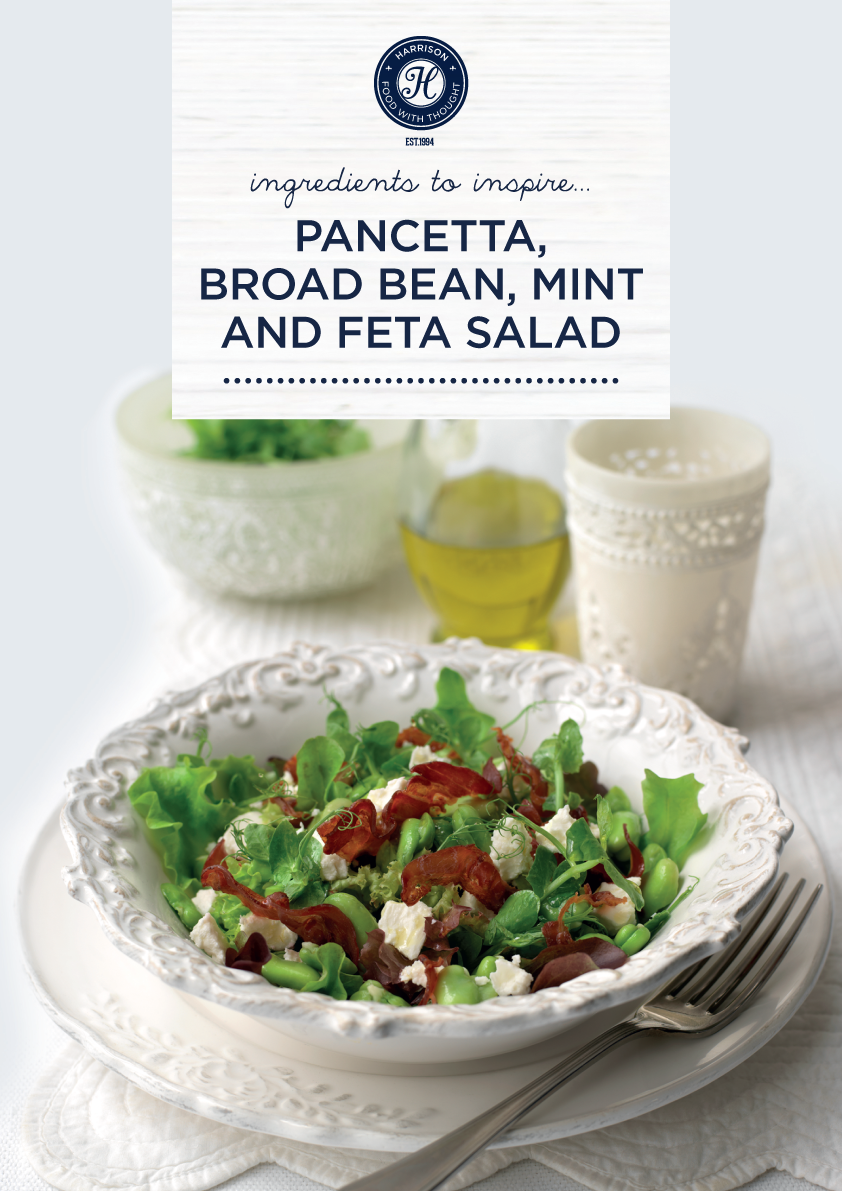 HARRISON
H
FOOD WITH THOUGHT
EST.1994
ingredients to inspire...
PANCETTA,
BROAD BEAN, MINT
AND FETA SALAD